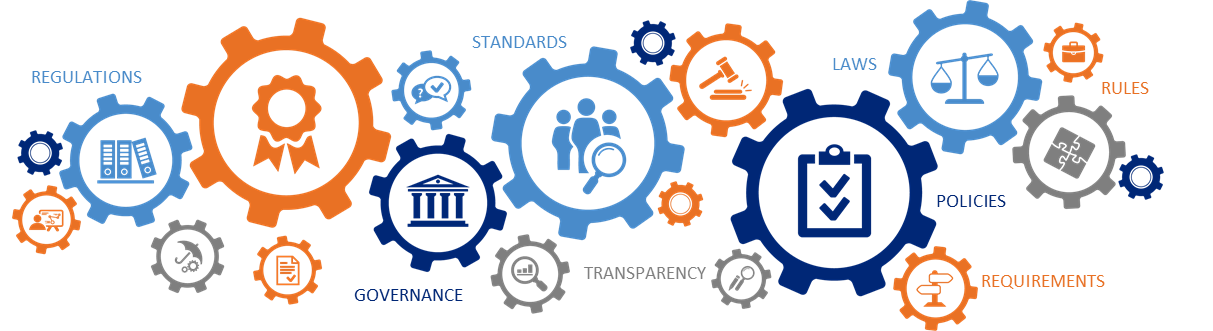 REGULATIONS
STANDARDS
LAWS
RULES
?
POLICIES
GOVERNANCE
TRANSPARENCY
REQUIREMENTS